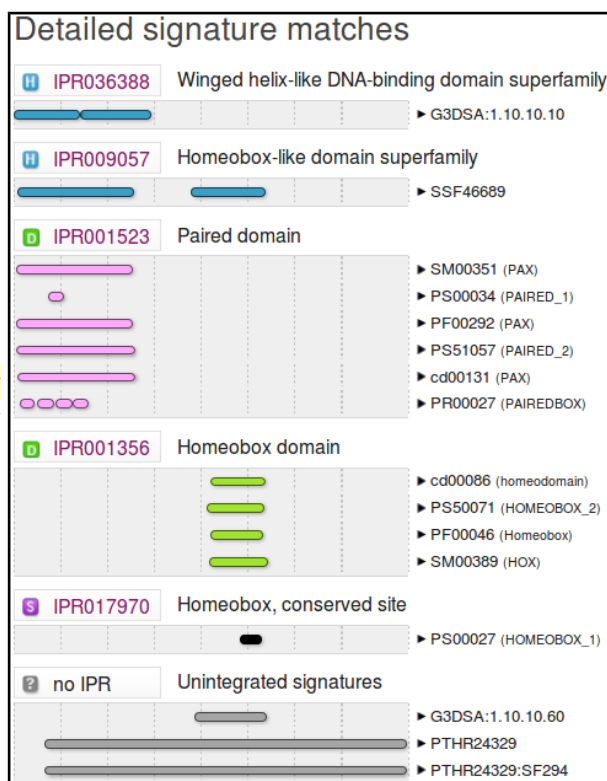 Detailed signature matches
H IPR036388 Winged helix-like DNA-binding domain superfamily
G3DSA:1.10.10.10
H IPR009057 Homeobox-like domain superfamily
SSF46689
D IPR001523 Paired domain
SM00351 (PAX)
PS00034 (PAIRED_1)
PF00292 (PAX)
PS51057 (PAIRED_2)
cd00131 (PAX)
PR00027 (PAIREDBOX)
D IPR001356 Homeobox domain
cd00086 (homeodomain)
PS50071 (HOMEOBOX_2)
PF00046 (Homeobox)
SM00389 (HOX)
S IPR017970 Homeobox, conserved site
PS00027 (HOMEOBOX_1)
? no IPR Unintegrated signatures
G3DSA:1.10.10.60
PTHR24329
PTHR24329:SF294